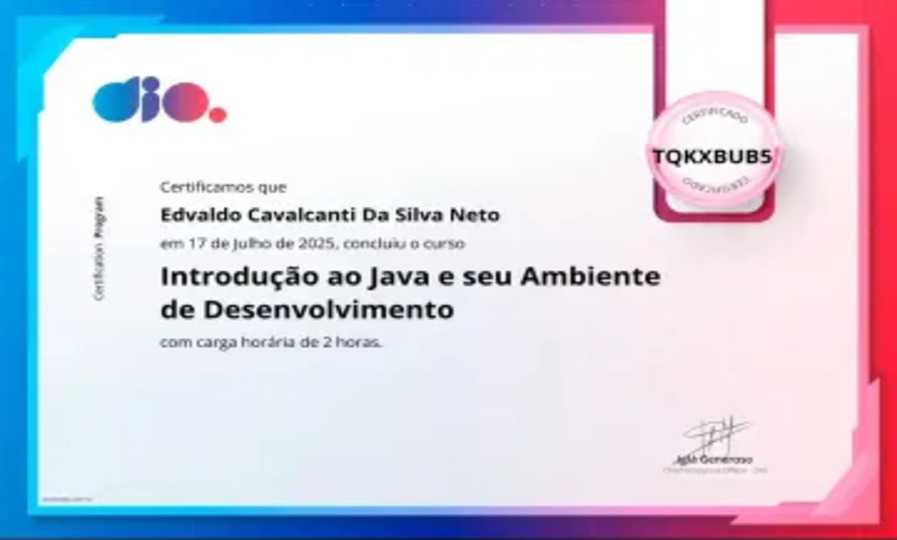 dio.
CERTIFICADO
TQKXBUB5
CERTIFICADO
Certification Program
Certificamos que
Edvaldo Cavalcanti Da Silva Neto
em 17 de Julho de 2025, concluiu o curso
Introdução ao Java e seu Ambiente
de Desenvolvimento
com carga horária de 2 horas.
Iglá Generoso